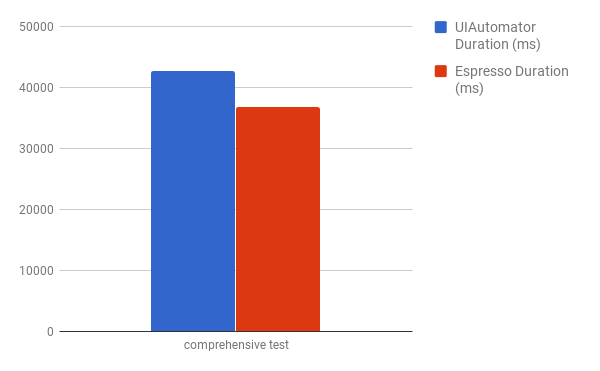 50000
40000
30000
20000
10000
0
comprehensive test
UIAutomator
Duration (ms)
Espresso Duration
(ms)